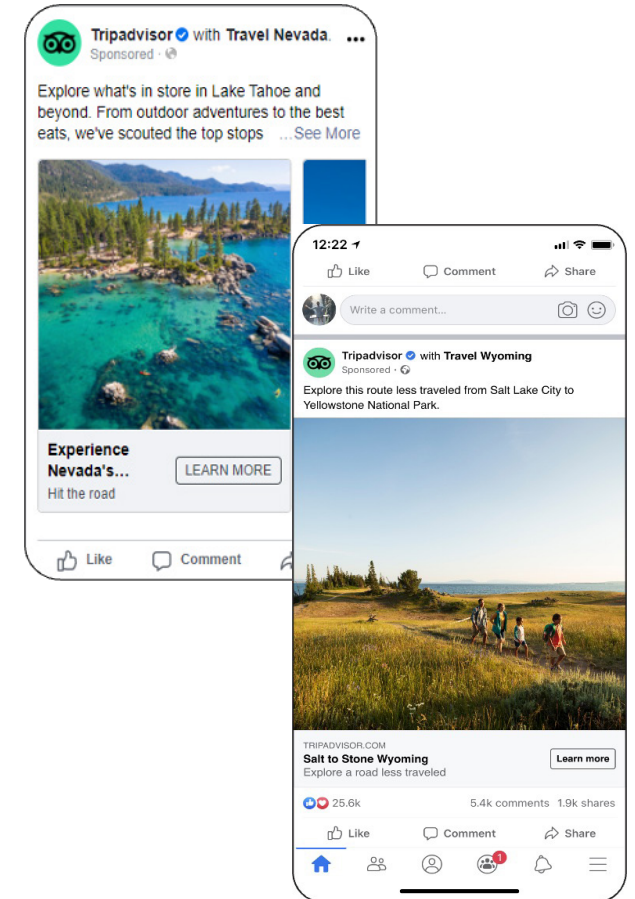 Tripadvisor with Travel Nevada.
Sponsored ·
Explore what's in store in Lake Tahoe and
beyond. From outdoor adventures to the best
eats, we've scouted the top stops ...See More
Experience
Nevada's...
LEARN MORE
Hit the road
Like Comment
12:22
Like Comment Share
Write a comment...
Tripadvisor with Travel Wyoming
Sponsored ·
Explore this route less traveled from Salt Lake City to
Yellowstone National Park.
TRIPADVISOR.COM
Salt to Stone Wyoming
Explore a road less traveled
Learn more
25.6k 5.4k comments 1.9k shares
Like Comment Share
1